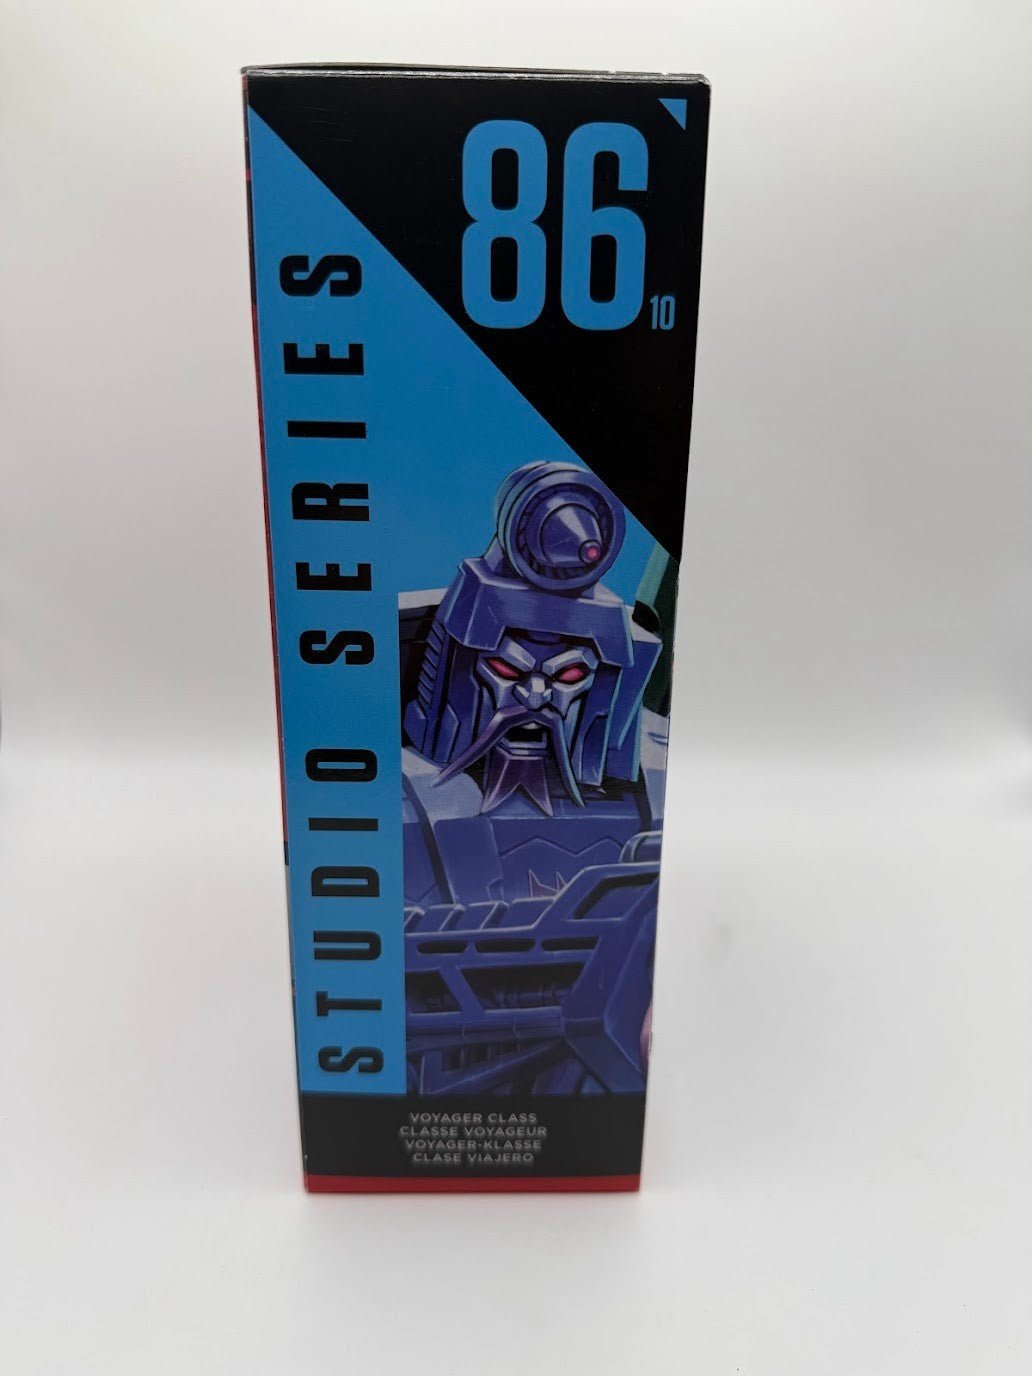 86
10
STUDIO SERIES
VOYAGER CLASS
CLASSE VOYAGEUR
VOYAGER-KLASSE
CLASE VIAJERO